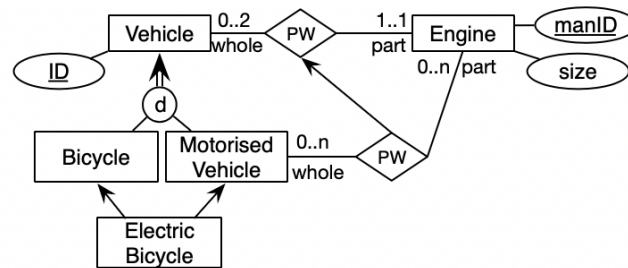 Vehicle
0..2
whole
PW
1..1
part
Engine
manID
ID
size
0..n
part
d
Bicycle
Motorised
Vehicle
0..n
whole
PW
Electric
Bicycle